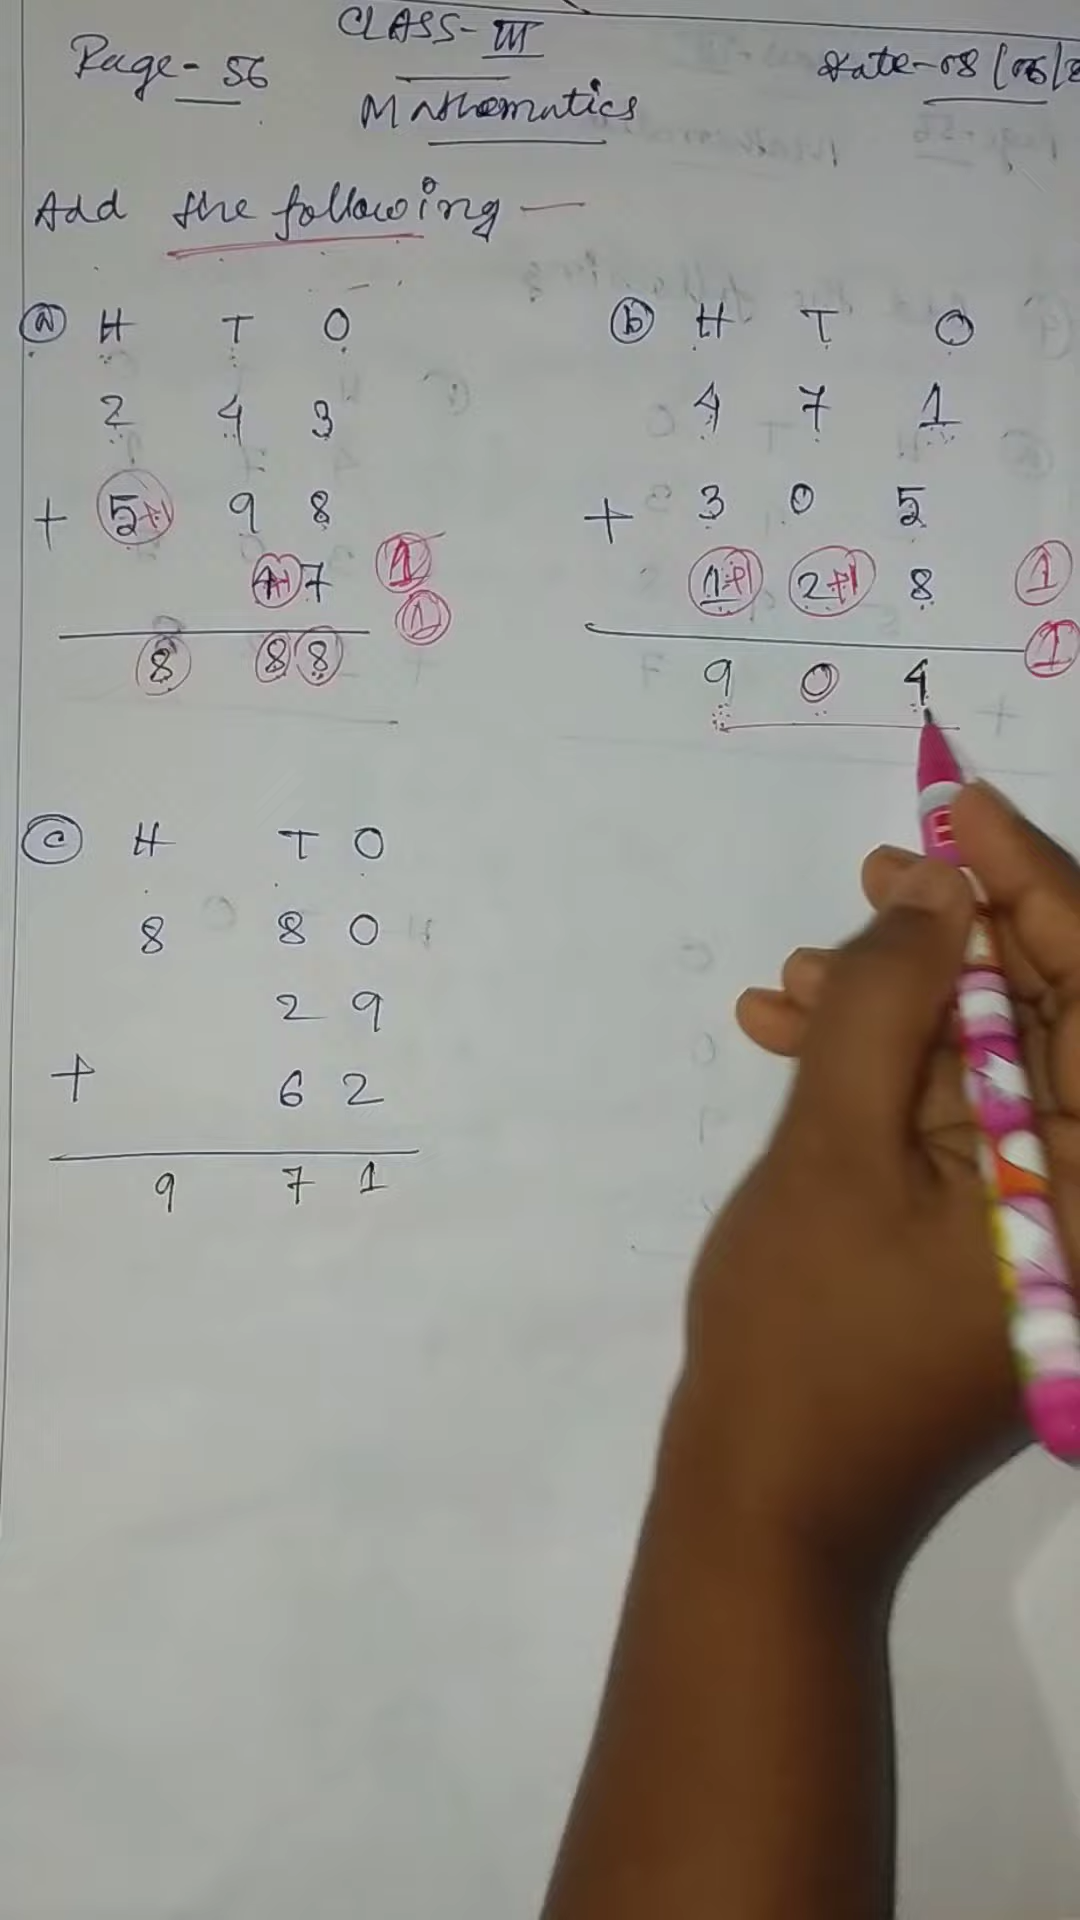 Page- 56
CLASS- III
Date-08/06/2
Mathematics
Add the following —
(a) H T O
2 4 3
+ 5+1 9 8
4+1 7 1
1
8 8 8
(b) H T O
4 7 1
+ 3 0 5
1+1 2+1 8 1
1
9 0 4
(c) H T O
8 8 0
2 9
+ 6 2
9 7 1